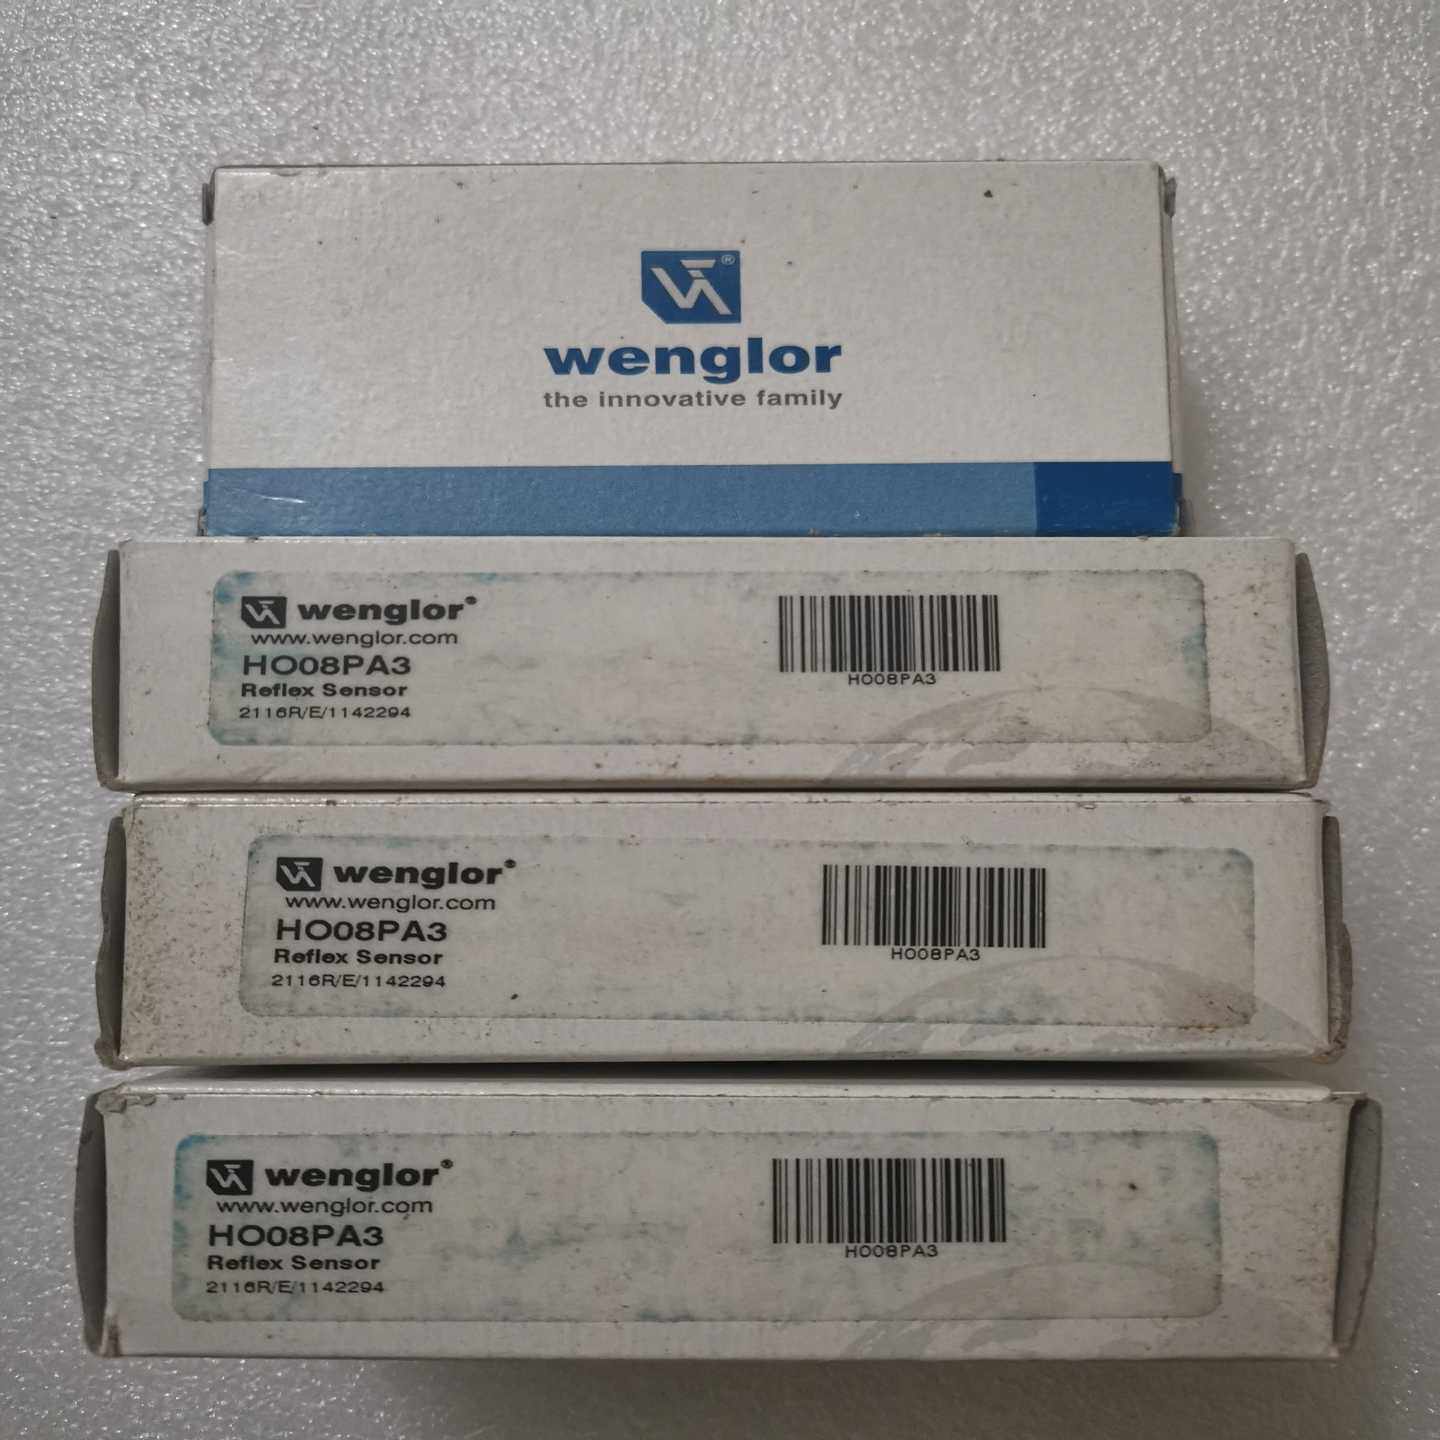 ®
wenglor
the innovative family
wenglor®
www.wenglor.com
HO08PA3
Reflex Sensor
2116R/E/1142294
HO08PA3
wenglor®
www.wenglor.com
HO08PA3
Reflex Sensor
2116R/E/1142294
HO08PA3
wenglor®
www.wenglor.com
HO08PA3
Reflex Sensor
2116R/E/1142294
HO08PA3